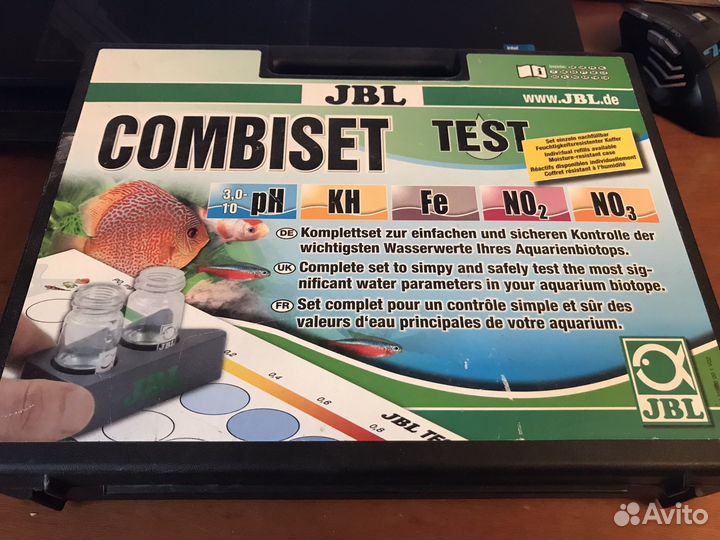 JBL
www.JBL.de
COMBISET TEST
Set einzeln nachfüllbar
Feuchtigkeitsresistenter Koffer
Individual refills available
Moisture-resistant case
Réactifs disponibles individuellement
Coffret résistant à l'humidité
3,0-10 pH KH Fe NO2 NO3
DE Komplettset zur einfachen und sicheren Kontrolle der
wichtigsten Wasserwerte Ihres Aquarienbiotops.
UK Complete set to simpy and safely test the most sig-
nificant water parameters in your aquarium biotope.
FR Set complet pour un contrôle simple et sûr des
valeurs d'eau principales de votre aquarium.
JBL
JBL
0,2
0,4
0,6
0,8
JBL TE
JBL
Avito